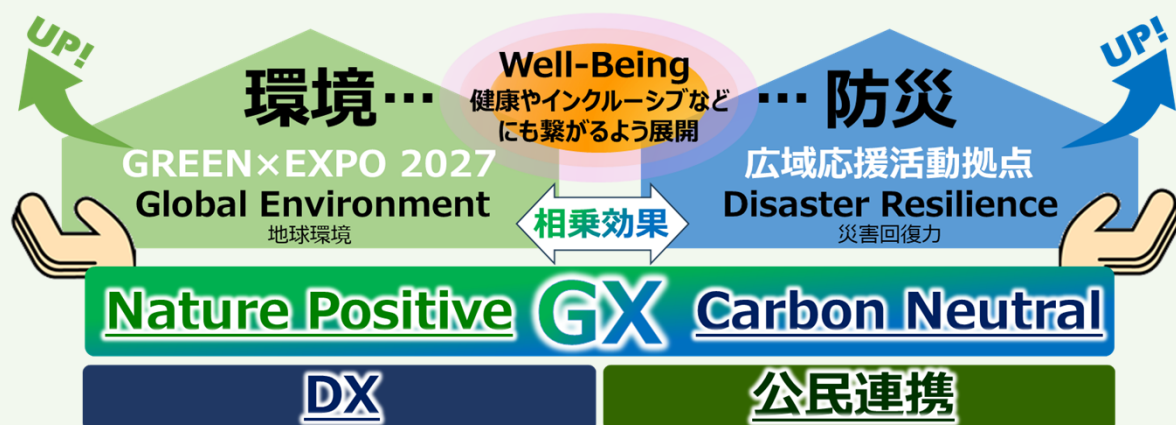 UP!
UP!
Well-Being
健康やインクルーシブなど
にも繋がるよう展開
環境…
…防災
GREEN×EXPO 2027
Global Environment
地球環境
相乗効果
広域応援活動拠点
Disaster Resilience
災害回復力
Nature Positive GX Carbon Neutral
DX
公民連携